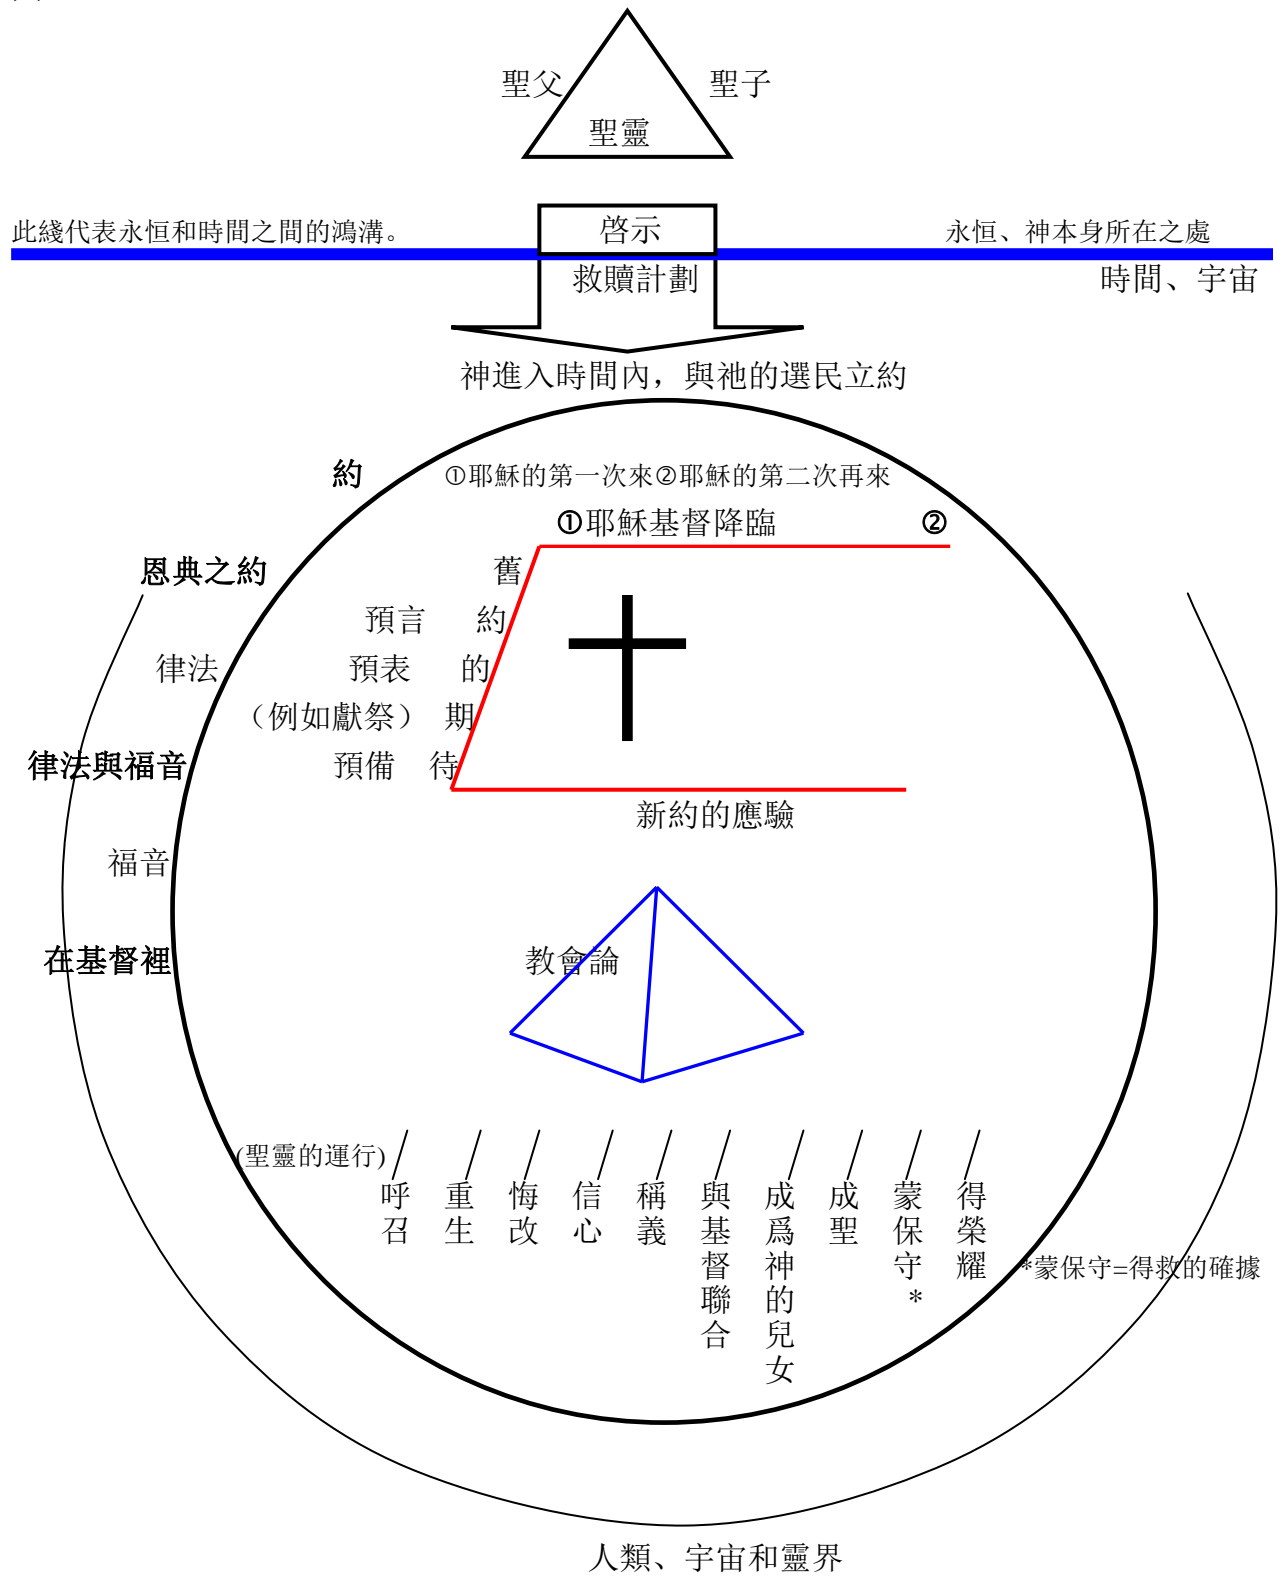 聖父
聖子
聖靈
此綫代表永恒和時間之間的鴻溝。
啓示
永恒、神本身所在之處
救贖計劃
時間、宇宙
神進入時間內，與祂的選民立約
約
①耶穌的第一次來②耶穌的第二次再來
①耶穌基督降臨
②
恩典之約
舊約的期待
預言
預表
（例如獻祭）
預備
律法
律法與福音
新約的應驗
福音
在基督裡
教會論
(聖靈的運行)
呼召
重生
悔改
信心
稱義
與基督聯合
成爲神的兒女
成聖
蒙保守*
得榮耀
*蒙保守=得救的確據
人類、宇宙和靈界